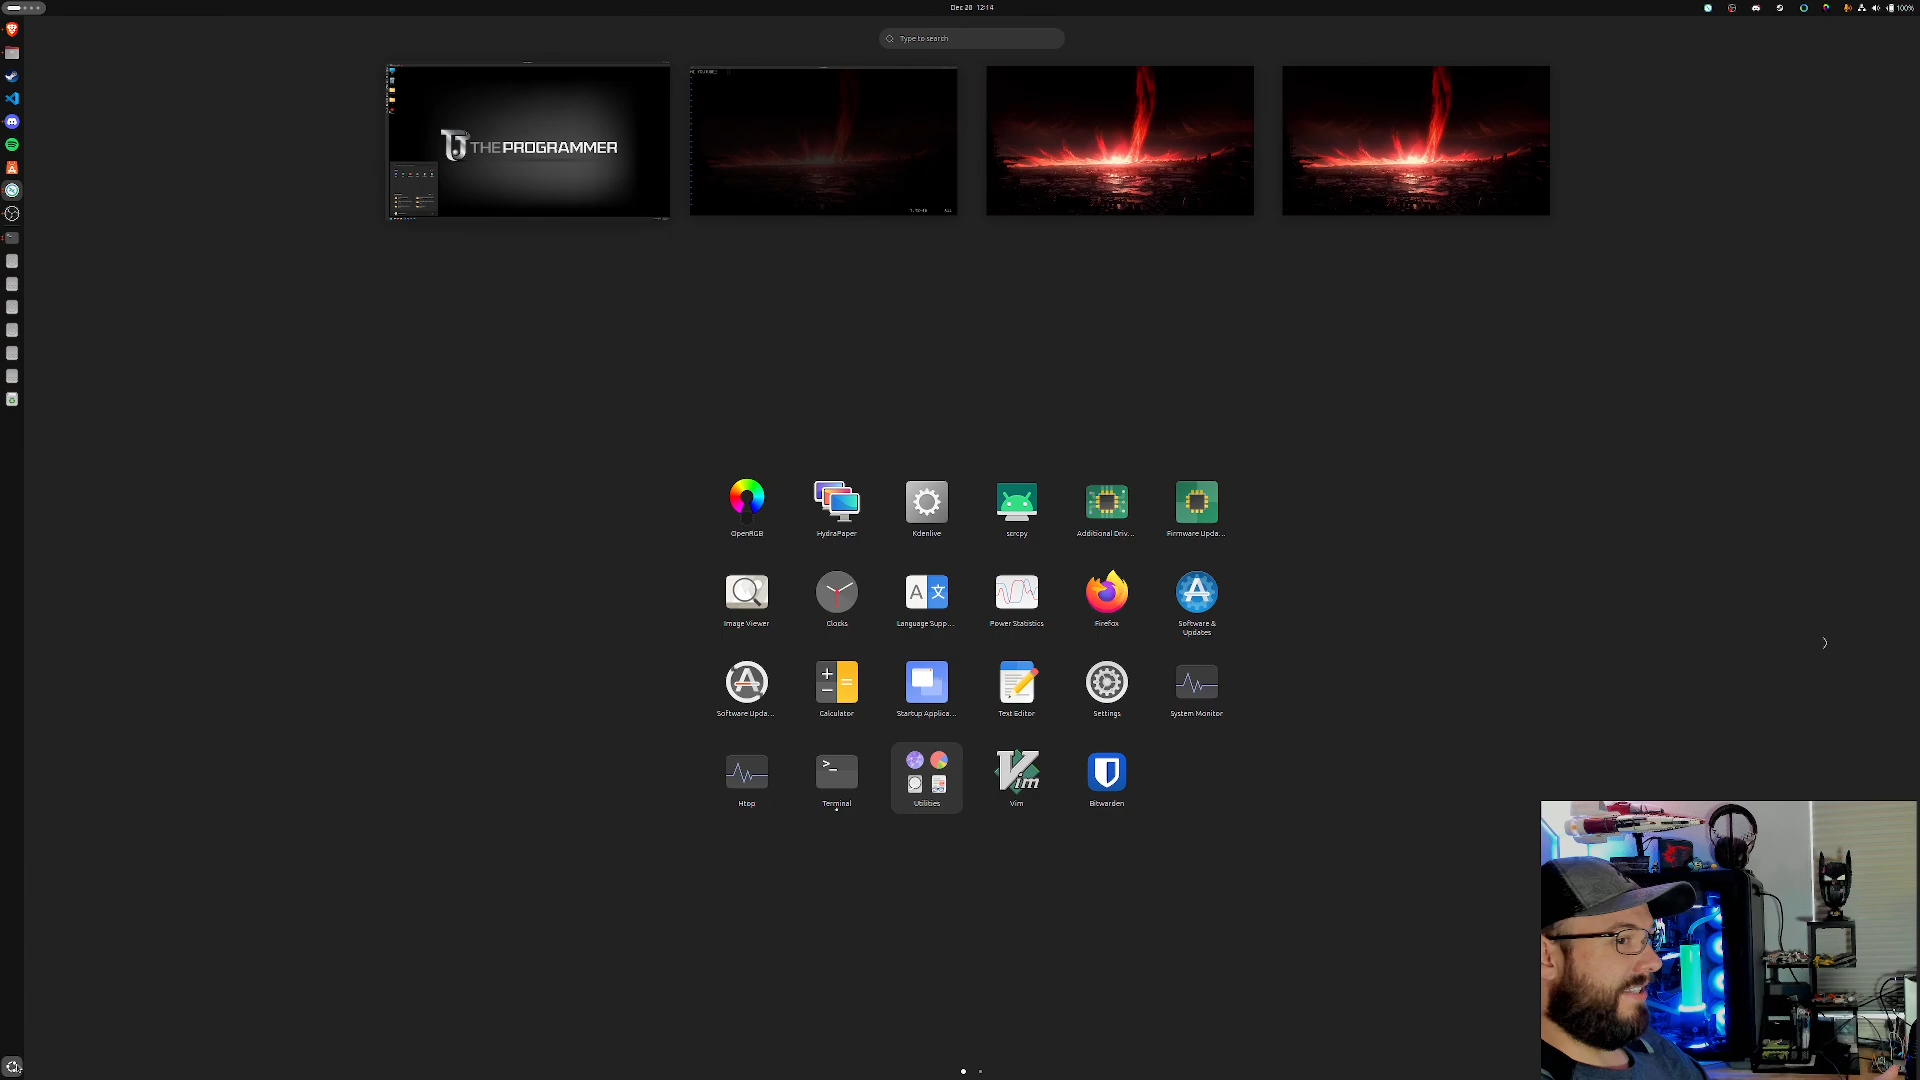 Dec 20 12:14
100%
Type to search
THEPROGRAMMER
OpenRGB
HydraPaper
Kdenlive
scrcpy
Additional Driv...
Firmware Upda...
Image Viewer
Clocks
Language Supp...
Power Statistics
Firefox
Software &
Updates
Software Upda...
Calculator
Startup Applica...
Text Editor
Settings
System Monitor
Htop
Terminal
Utilities
Vim
Bitwarden